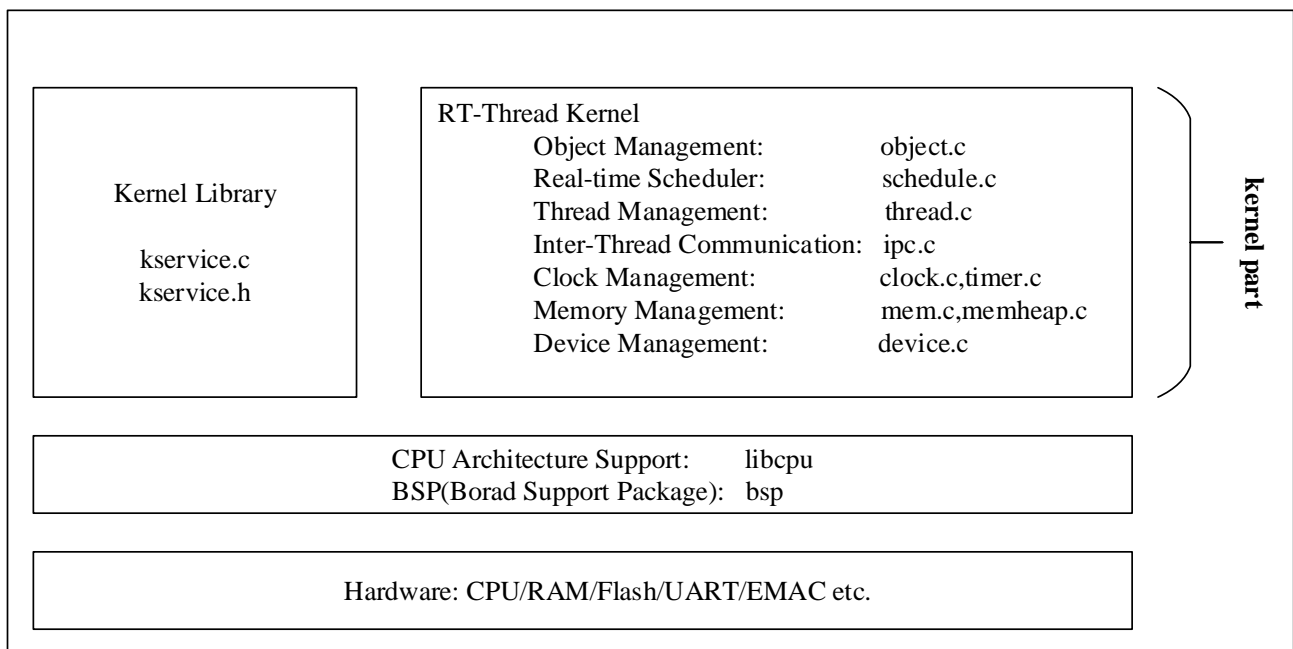 Kernel Library
kservice.c
kservice.h
RT-Thread Kernel
Object Management: object.c
Real-time Scheduler: schedule.c
Thread Management: thread.c
Inter-Thread Communication: ipc.c
Clock Management: clock.c,timer.c
Memory Management: mem.c,memheap.c
Device Management: device.c
kernel part
CPU Architecture Support: libcpu
BSP(Borad Support Package): bsp
Hardware: CPU/RAM/Flash/UART/EMAC etc.